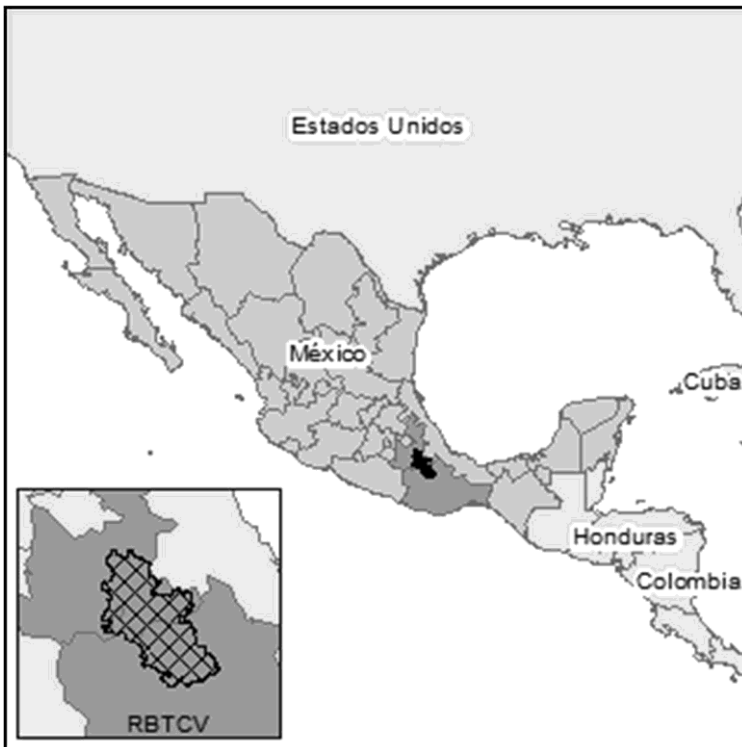 Estados Unidos
México
Cuba
Honduras
Colombia
RBTCV